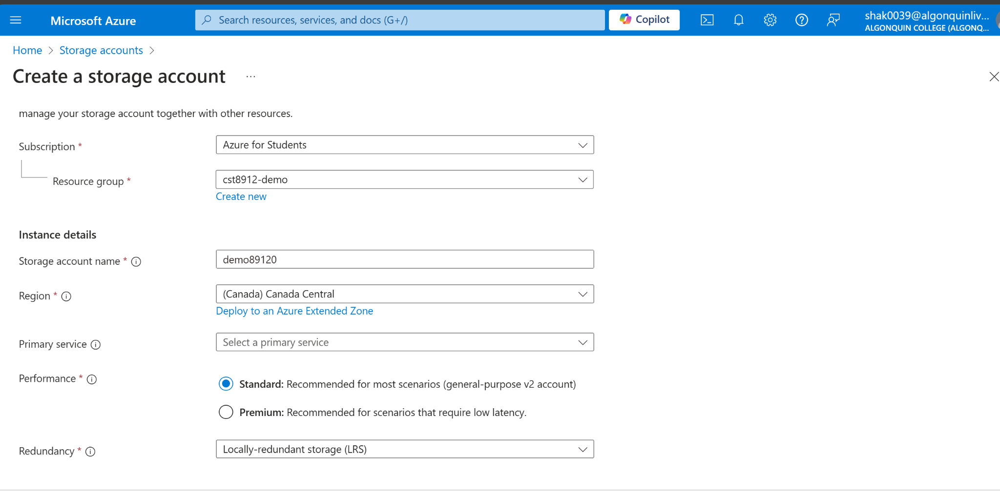 Microsoft Azure
Search resources, services, and docs (G+/)
Copilot
shak0039@algonquinliv...
ALGONQUIN COLLEGE (ALGONQ...
Home > Storage accounts >
Create a storage account ...
manage your storage account together with other resources.
Subscription *
Azure for Students
Resource group *
cst8912-demo
Create new
Instance details
Storage account name *
demo89120
Region *
(Canada) Canada Central
Deploy to an Azure Extended Zone
Primary service
Select a primary service
Performance *
Standard: Recommended for most scenarios (general-purpose v2 account)
Premium: Recommended for scenarios that require low latency.
Redundancy *
Locally-redundant storage (LRS)